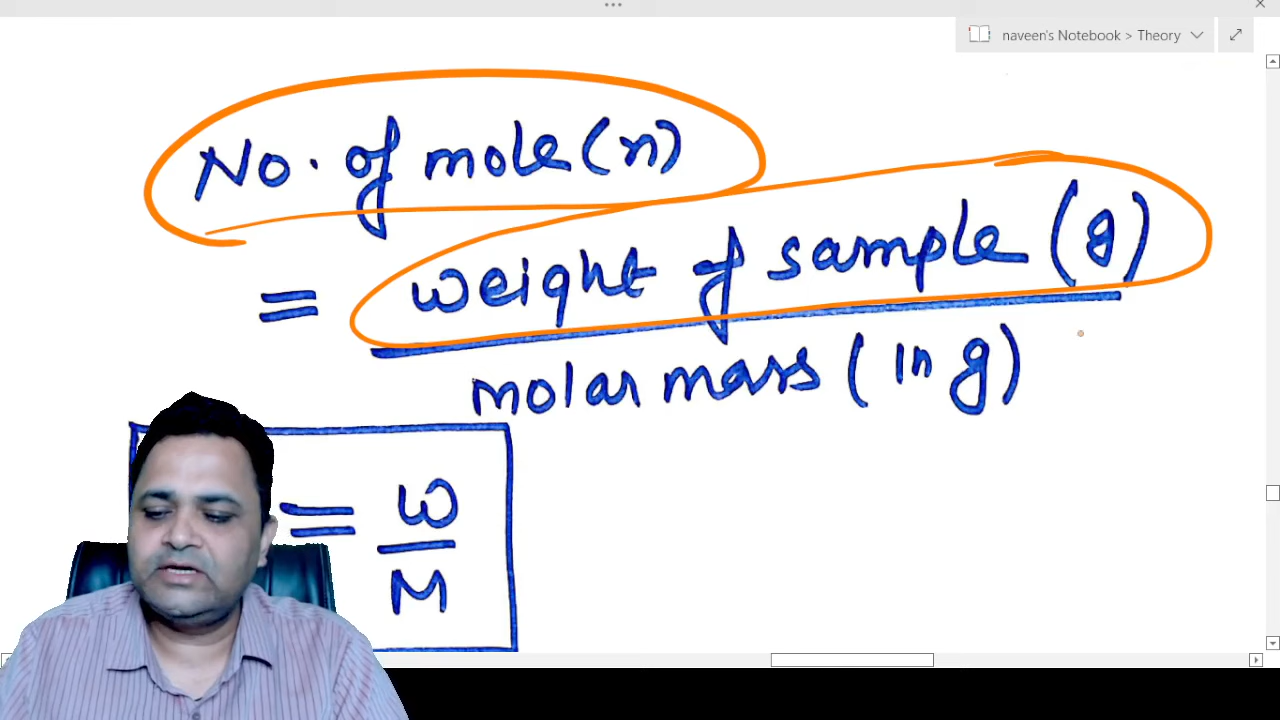 naveen's Notebook > Theory
No. of mole (n)
= weight of sample (g)
molar mass (in g)
= w
M